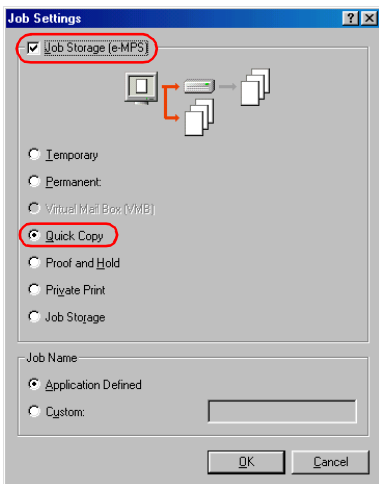 Job Settings
Job Storage (e-MPS)
Temporary
Permanent:
Virtual Mail Box (VMB)
Quick Copy
Proof and Hold
Private Print
Job Storage
Job Name
Application Defined
Custom:
OK Cancel